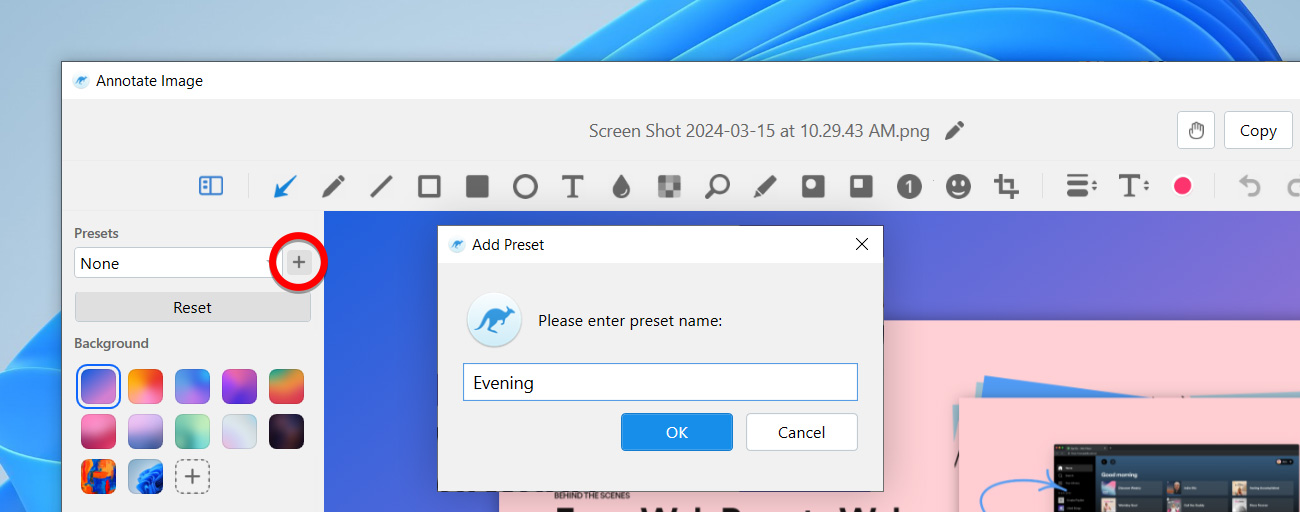 Annotate Image
Screen Shot 2024-03-15 at 10.29.43 AM.png
Copy
T
1
T
Presets
None
Reset
Background
Add Preset
Please enter preset name:
Evening
OK
Cancel
BEHIND THE SCENES
Good morning